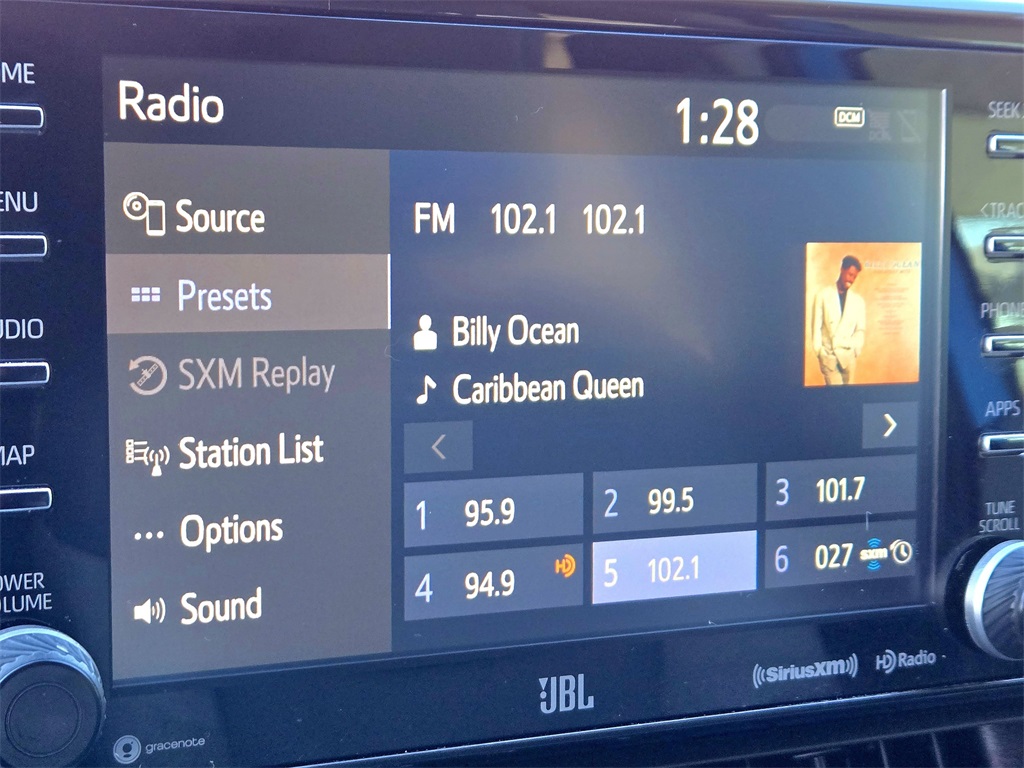 Radio
1:28
DCM
Source
Presets
SXM Replay
Station List
Options
Sound
FM 102.1 102.1
Billy Ocean
Caribbean Queen
< >
1 95.9
2 99.5
3 101.7
4 94.9 HD
5 102.1
6 027 sxm
ME
ENU
UDIO
MAP
OWER
OLUME
SEEK
<TRAC
PHONE
APPS
TUNE
SCROLL
gracenote
JBL
SiriusXM
HD Radio